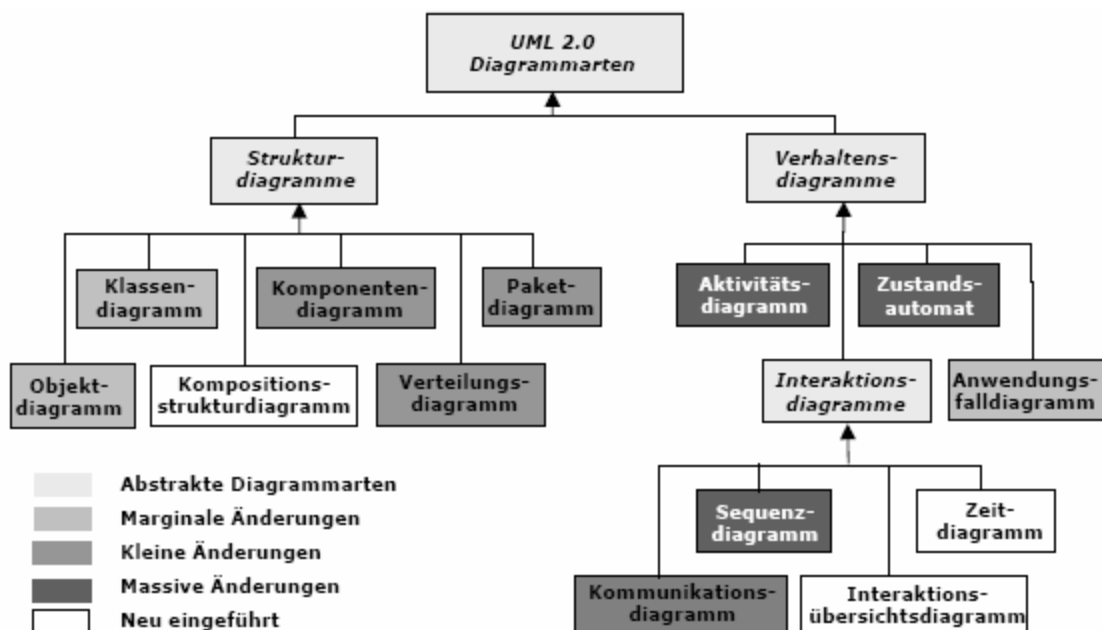 UML 2.0
Diagrammarten
Struktur-
diagramme
Verhaltens-
diagramme
Klassen-
diagramm
Komponenten-
diagramm
Paket-
diagramm
Aktivitäts-
diagramm
Zustands-
automat
Objekt-
diagramm
Kompositions-
strukturdiagramm
Verteilungs-
diagramm
Interaktions-
diagramme
Anwendungs-
falldiagramm
Sequenz-
diagramm
Zeit-
diagramm
Kommunikations-
diagramm
Interaktions-
übersichtsdiagramm
Abstrakte Diagrammarten
Marginale Änderungen
Kleine Änderungen
Massive Änderungen
Neu eingeführt